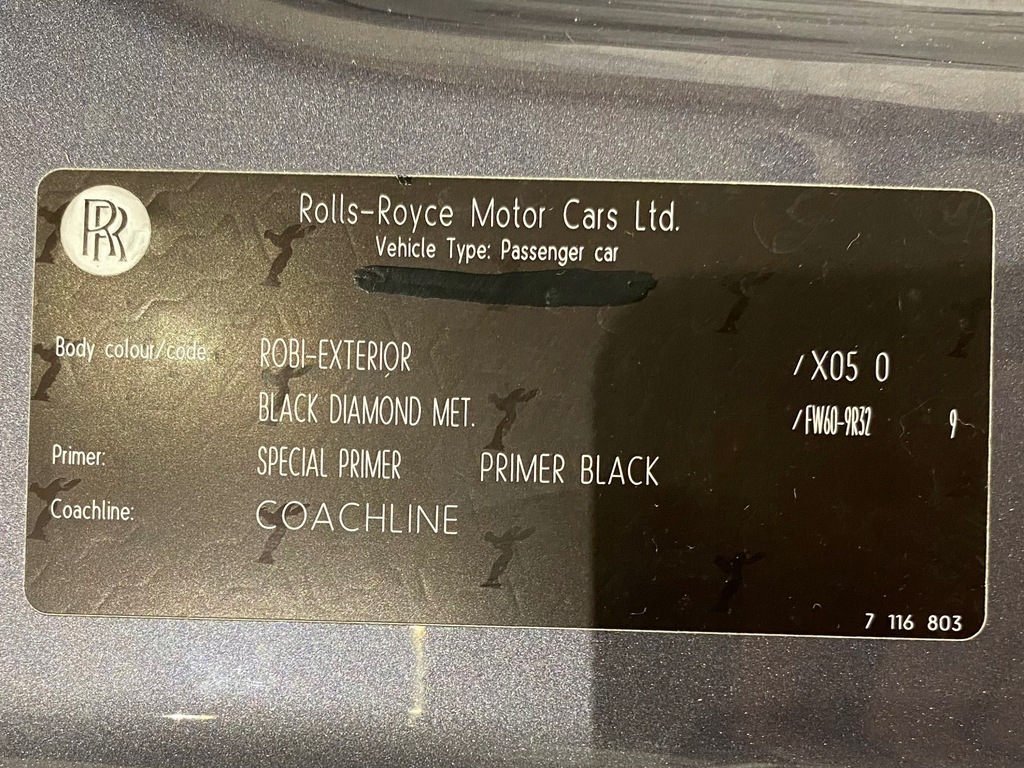 RR
Rolls-Royce Motor Cars Ltd.
Vehicle Type: Passenger car
Body colour/code: ROBI-EXTERIOR /X05 0
BLACK DIAMOND MET. /FW60-9R32 9
Primer: SPECIAL PRIMER PRIMER BLACK
Coachline: COACHLINE
7 116 803